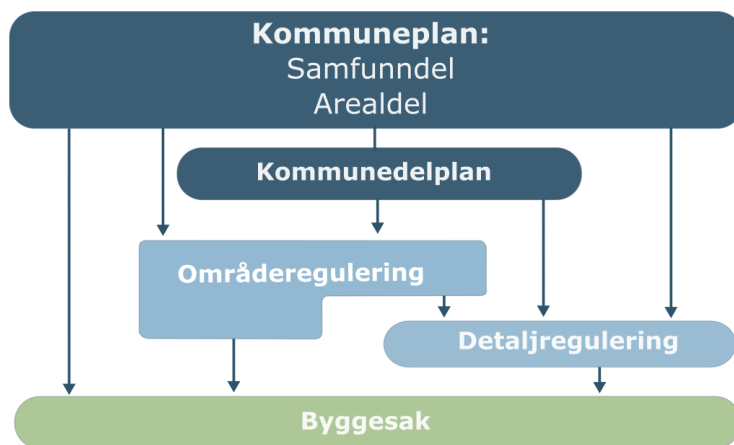 Kommuneplan:
Samfunndel
Arealdel
Kommunedelplan
Områderegulering
Detaljregulering
Byggesak